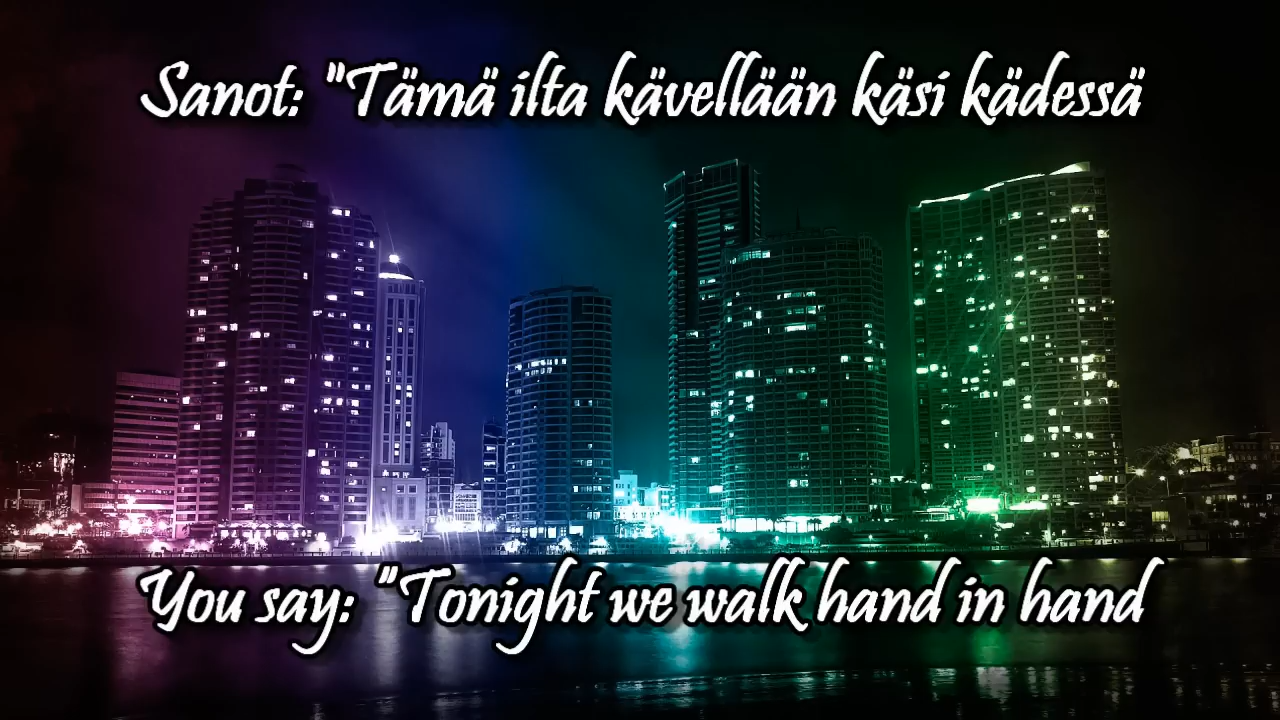 Sanot: "Tämä ilta kävellään käsi kädessä
You say: "Tonight we walk hand in hand